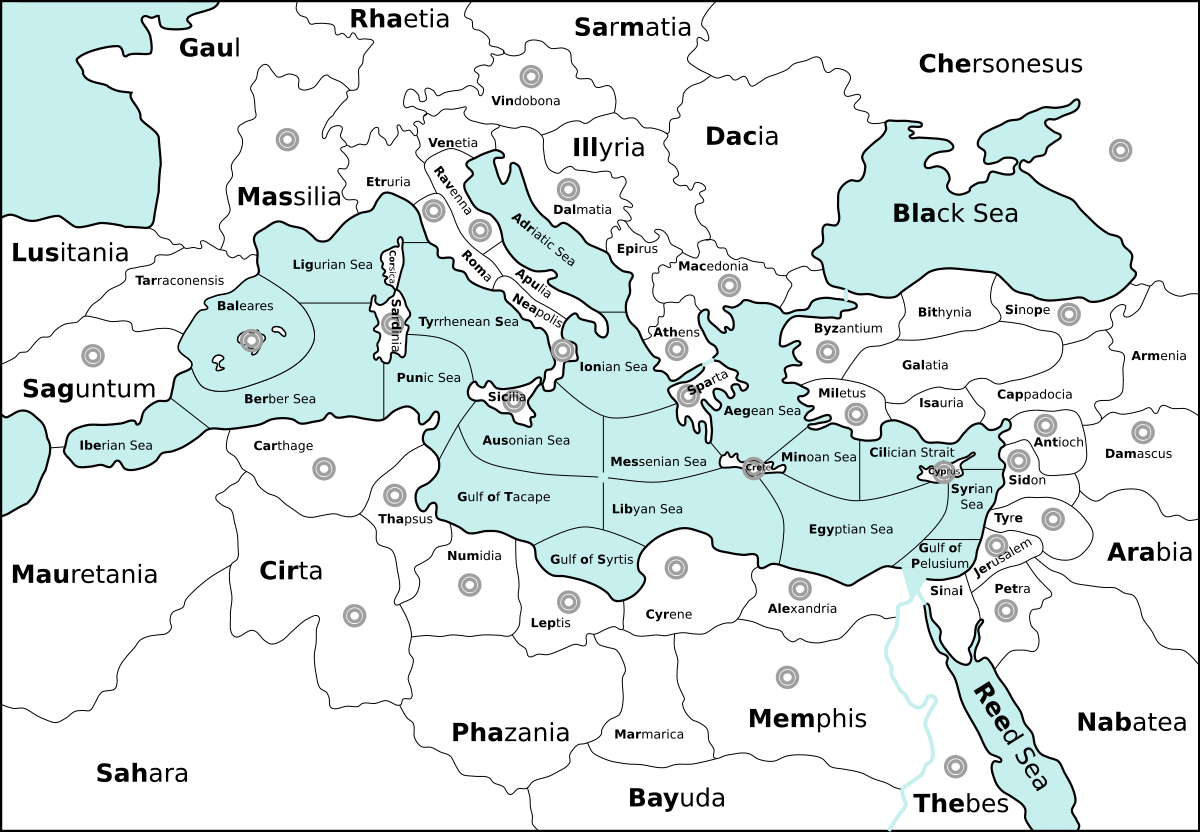 Rhaetia
Sarmatia
Gaul
Chersonesus
Vindobona
Dacia
Venetia
Illyria
Etruria
Ravenna
Massilia
Dalmatia
Black Sea
Adriatic Sea
Lusitania
Epirus
Ligurian Sea
Corsica
Roma
Macedonia
Tarraconensis
Apulia
Baleares
Neapolis
Sardinia
Tyrrhenean Sea
Athens
Byzantium
Bithynia
Sinope
Armenia
Ionian Sea
Galatia
Punic Sea
Sparta
Saguntum
Berber Sea
Sicilia
Miletus
Isauria
Cappadocia
Aegean Sea
Iberian Sea
Carthage
Ausonian Sea
Antioch
Messenian Sea
Crete
Minoan Sea
Cilician Strait
Cyprus
Damascus
Sidon
Gulf of Tacape
Syrian
Sea
Thapsus
Libyan Sea
Tyre
Egyptian Sea
Numidia
Gulf of Syrtis
Gulf of
Pelusium
Jerusalem
Arabia
Mauretania
Cirta
Sinai
Petra
Leptis
Cyrene
Alexandria
Reed Sea
Phazania
Marmarica
Memphis
Nabatea
Sahara
Bayuda
Thebes